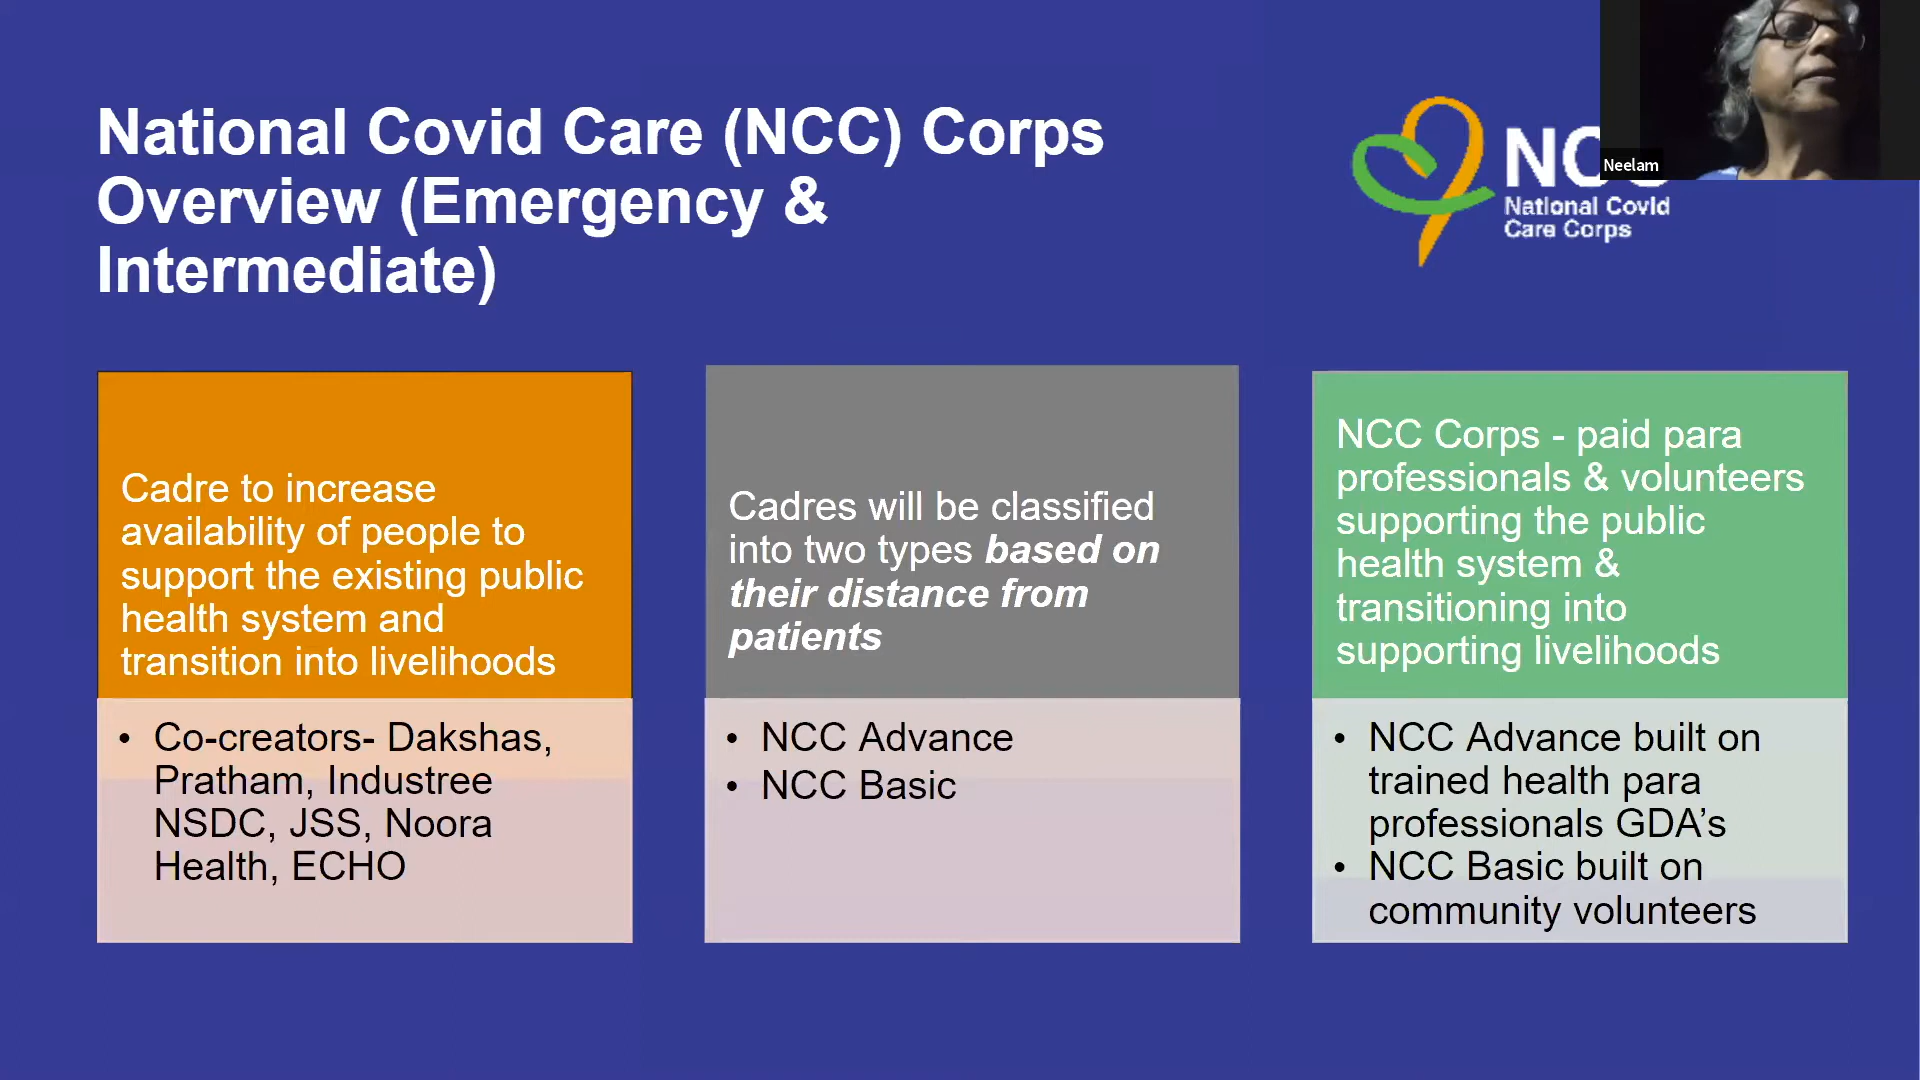 National Covid Care (NCC) Corps
Overview (Emergency &
Intermediate)
National Covid
Care Corps
Neelam
Cadre to increase
availability of people to
support the existing public
health system and
transition into livelihoods
• Co-creators- Dakshas,
Pratham, Industree
NSDC, JSS, Noora
Health, ECHO
Cadres will be classified
into two types based on
their distance from
patients
• NCC Advance
• NCC Basic
NCC Corps - paid para
professionals & volunteers
supporting the public
health system &
transitioning into
supporting livelihoods
• NCC Advance built on
trained health para
professionals GDA’s
• NCC Basic built on
community volunteers